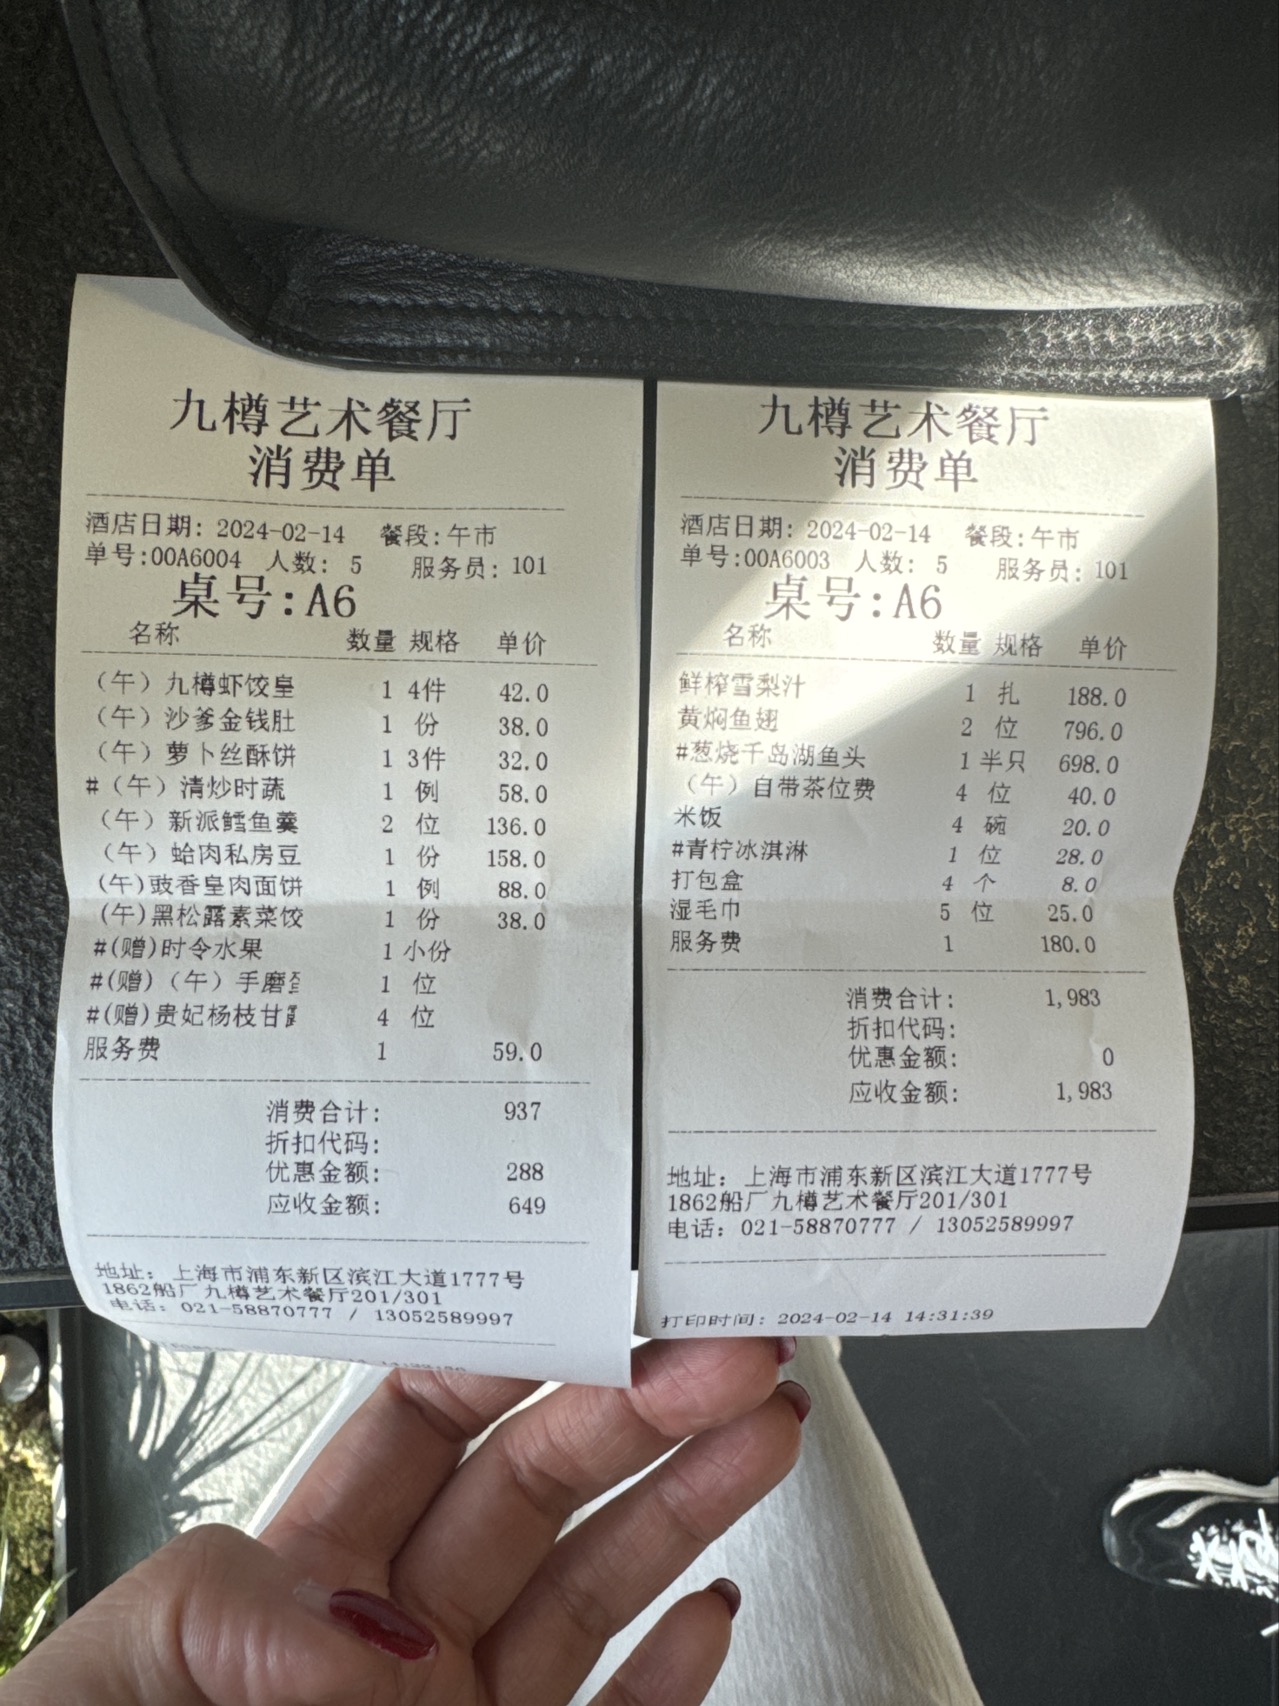 九樽艺术餐厅
消费单
酒店日期: 2024-02-14 餐段:午市
单号:00A6004 人数: 5 服务员: 101
桌号:A6
名称 数量 规格 单价
(午)九樽虾饺皇 1 4件 42.0
(午)沙爹金钱肚 1 份 38.0
(午)萝卜丝酥饼 1 3件 32.0
#(午)清炒时蔬 1 例 58.0
(午)新派鳕鱼羹 2 位 136.0
(午)蛤肉私房豆 1 份 158.0
(午)豉香皇肉面饼 1 例 88.0
(午)黑松露素菜饺 1 份 38.0
#(赠)时令水果 1 小份
#(赠)(午)手磨 1 位
#(赠)贵妃杨枝甘 4 位
服务费 1 59.0
消费合计: 937
折扣代码:
优惠金额: 288
应收金额: 649
地址: 上海市浦东新区滨江大道1777号
1862船厂九樽艺术餐厅201/301
电话: 021-58870777 / 13052589997
九樽艺术餐厅
消费单
酒店日期: 2024-02-14 餐段:午市
单号:00A6003 人数: 5 服务员: 101
桌号:A6
名称 数量 规格 单价
鲜榨雪梨汁 1 扎 188.0
黄焖鱼翅 2 位 796.0
#葱烧千岛湖鱼头 1 半只 698.0
(午)自带茶位费 4 位 40.0
米饭 4 碗 20.0
#青柠冰淇淋 1 位 28.0
打包盒 4 个 8.0
湿毛巾 5 位 25.0
服务费 1 180.0
消费合计: 1,983
折扣代码:
优惠金额: 0
应收金额: 1,983
地址: 上海市浦东新区滨江大道1777号
1862船厂九樽艺术餐厅201/301
电话: 021-58870777 / 13052589997
打印时间: 2024-02-14 14:31:39